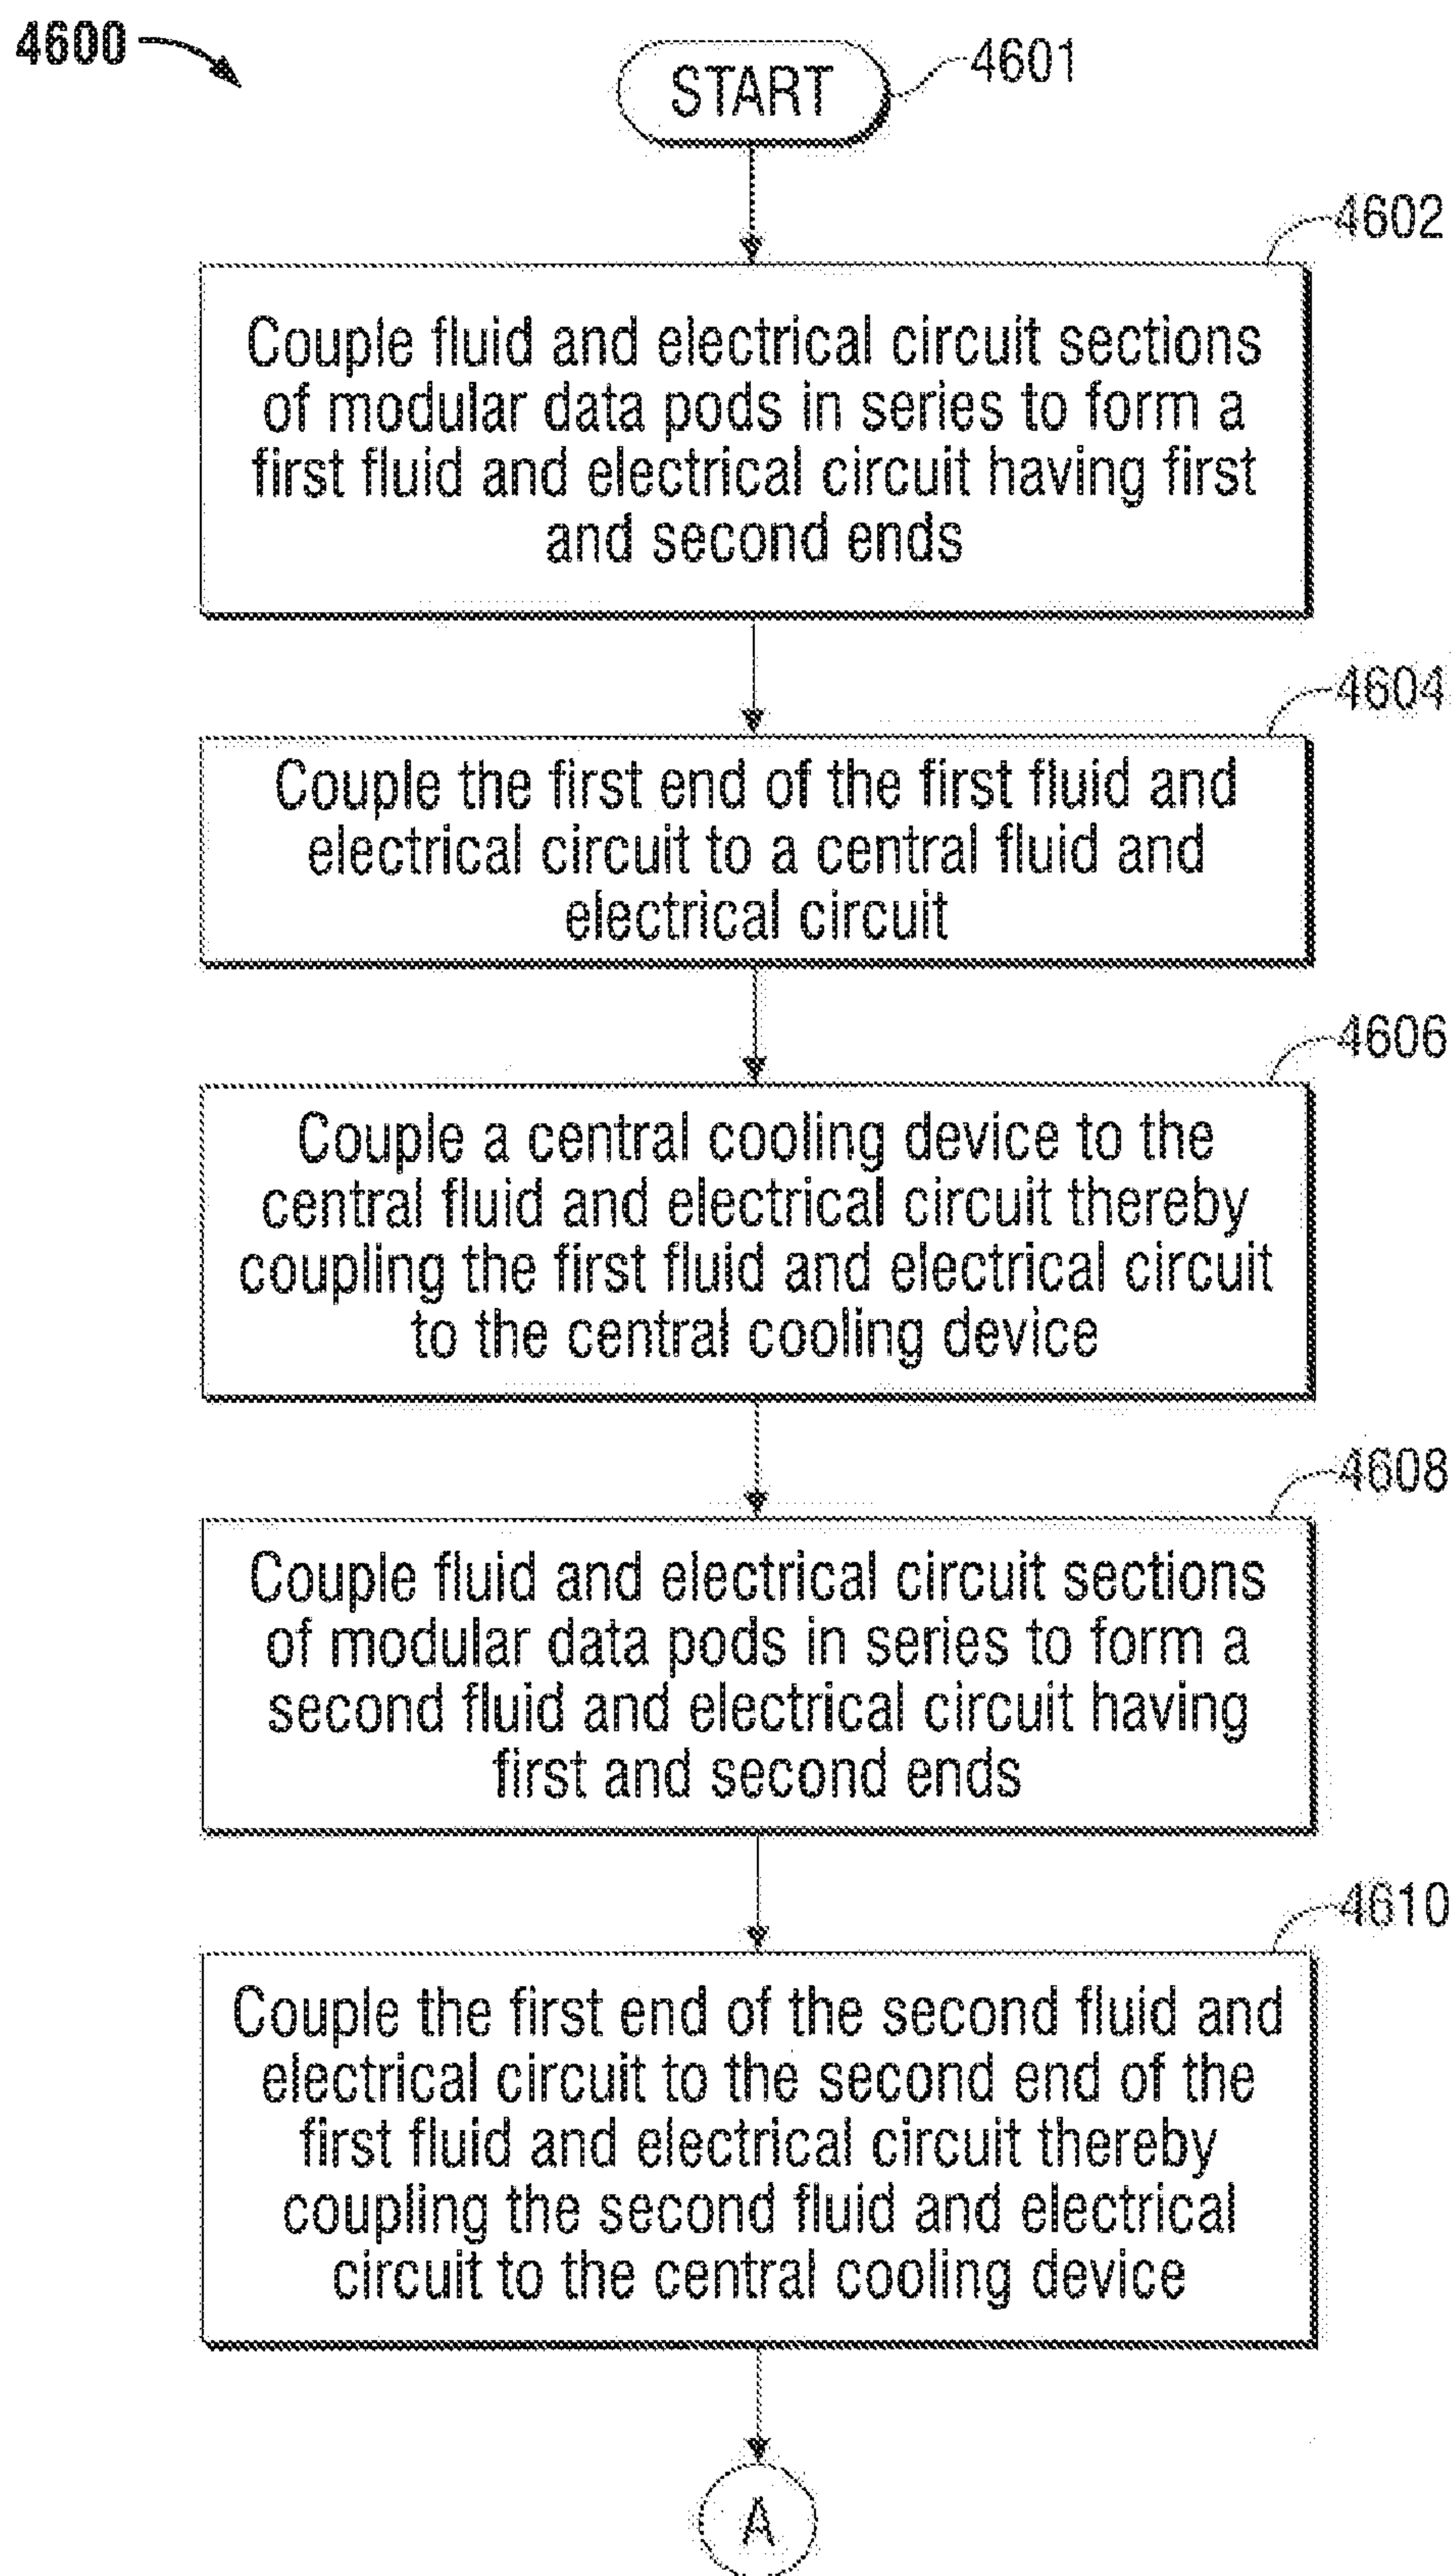 4600
START
4601
4602
Couple fluid and electrical circuit sections
of modular data pods in series to form a
first fluid and electrical circuit having first
and second ends
4604
Couple the first end of the first fluid and
electrical circuit to a central fluid and
electrical circuit
4606
Couple a central cooling device to the
central fluid and electrical circuit thereby
coupling the first fluid and electrical circuit
to the central cooling device
4608
Couple fluid and electrical circuit sections
of modular data pods in series to form a
second fluid and electrical circuit having
first and second ends
4610
Couple the first end of the second fluid and
electrical circuit to the second end of the
first fluid and electrical circuit thereby
coupling the second fluid and electrical
circuit to the central cooling device
A